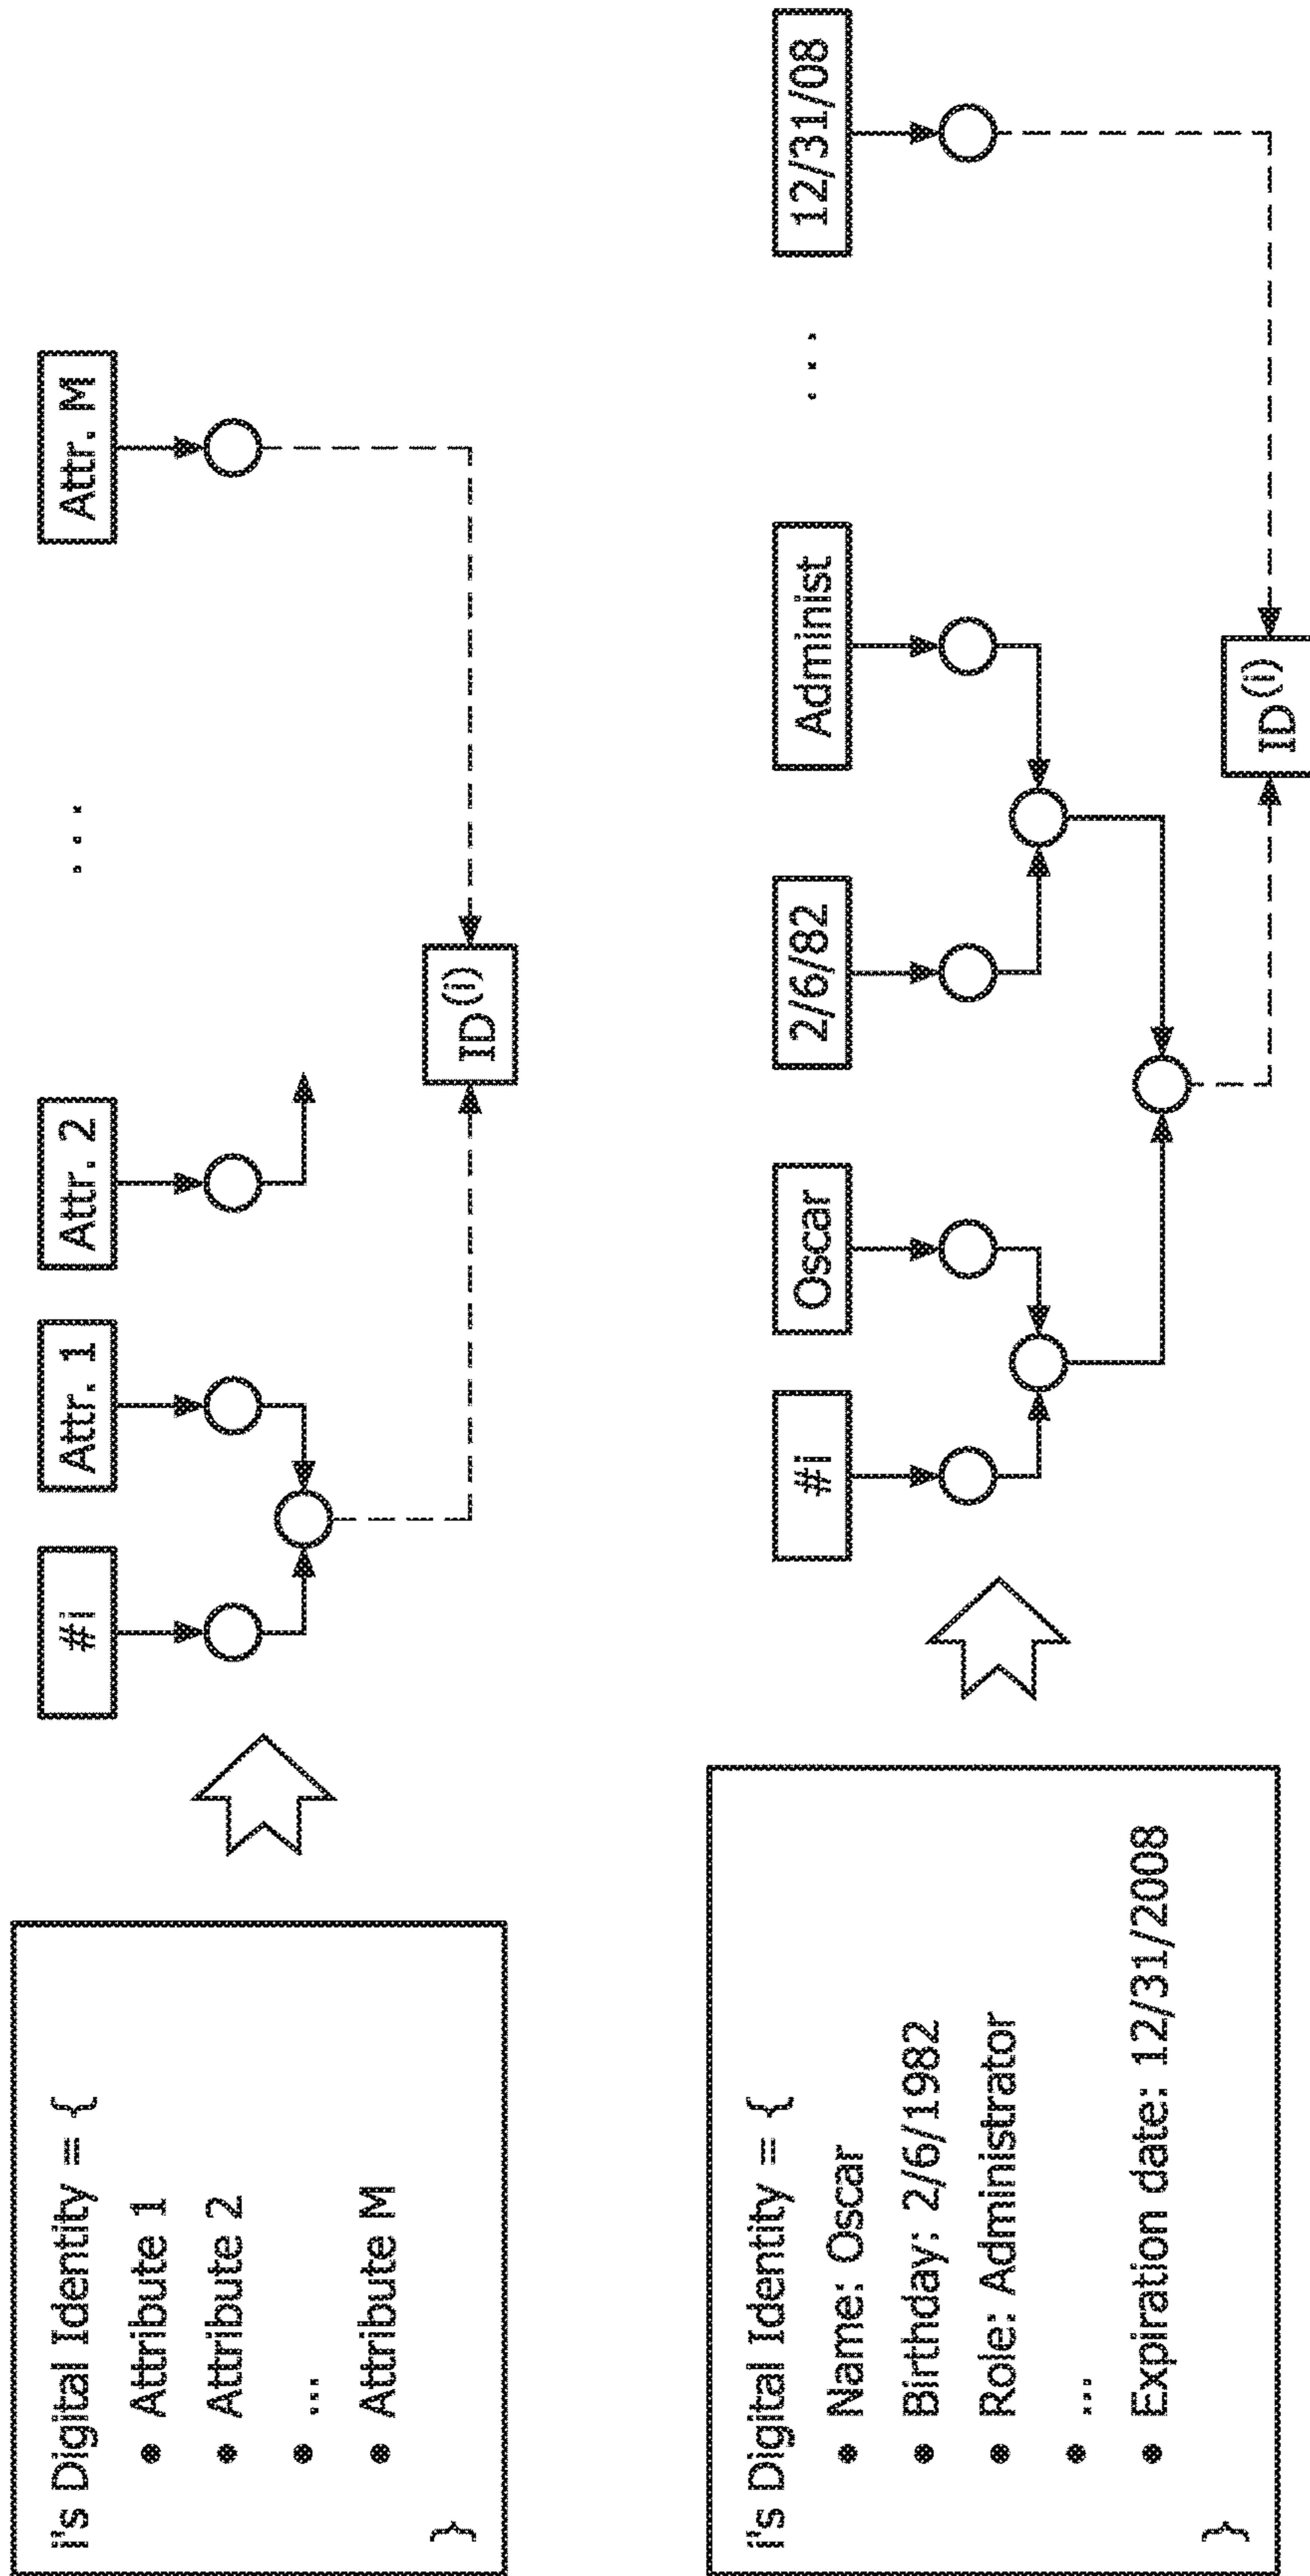 i's Digital Identity = {
• Attribute 1
• Attribute 2
• ...
• Attribute M
}
#i
Attr. 1
Attr. 2
. . .
Attr. M
ID(i)
i's Digital Identity = {
• Name: Oscar
• Birthday: 2/6/1982
• Role: Administrator
• ...
• Expiration date: 12/31/2008
}
#i
Oscar
2/6/82
Administ
. . .
12/31/08
ID(i)